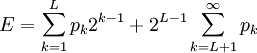 E = \sum_{k=1}^{L} p_k 2^{k-1} + 2^{L-1} \sum_{k=L+1}^{\infty} p_k